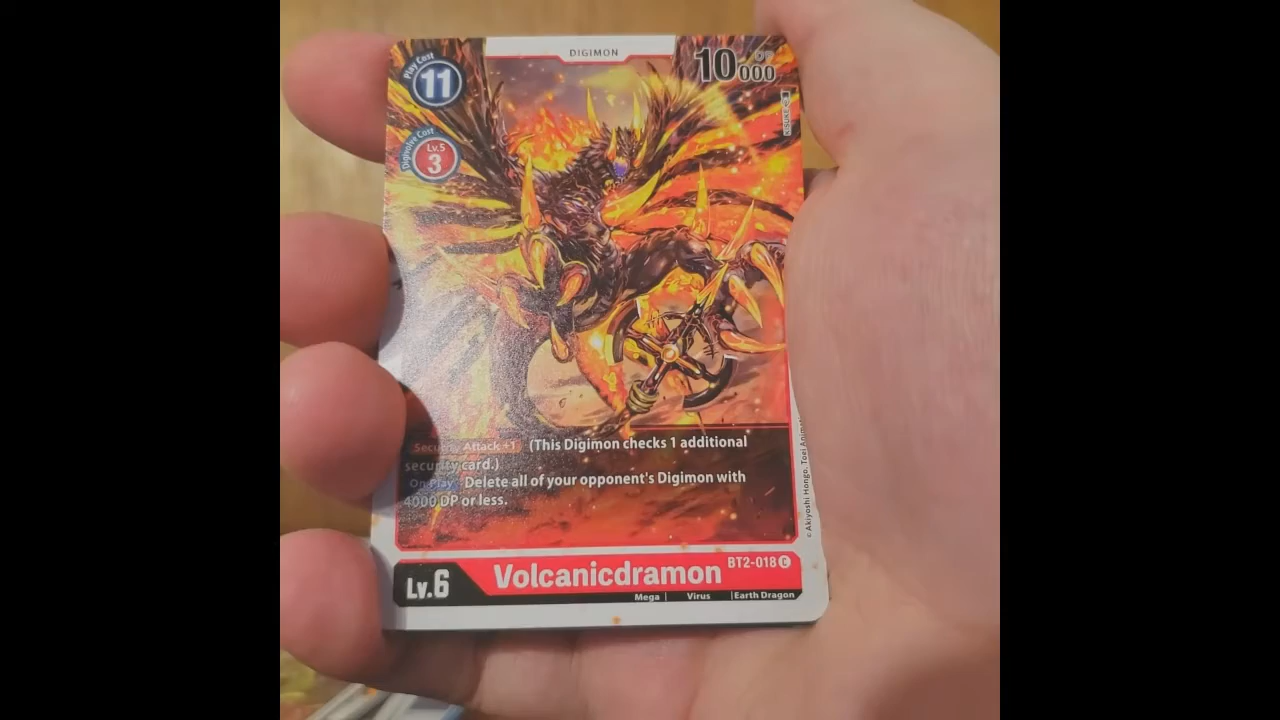 DIGIMON
Play Cost
11
10000
DP
Digivolve Cost
Lv.5
3
Security Attack +1 (This Digimon checks 1 additional
security card.)
On Play Delete all of your opponent's Digimon with
4000 DP or less.
© Akiyoshi Hongo, Toei Animat
BT2-018 C
Lv.6
Volcanicdramon
Mega | Virus | Earth Dragon